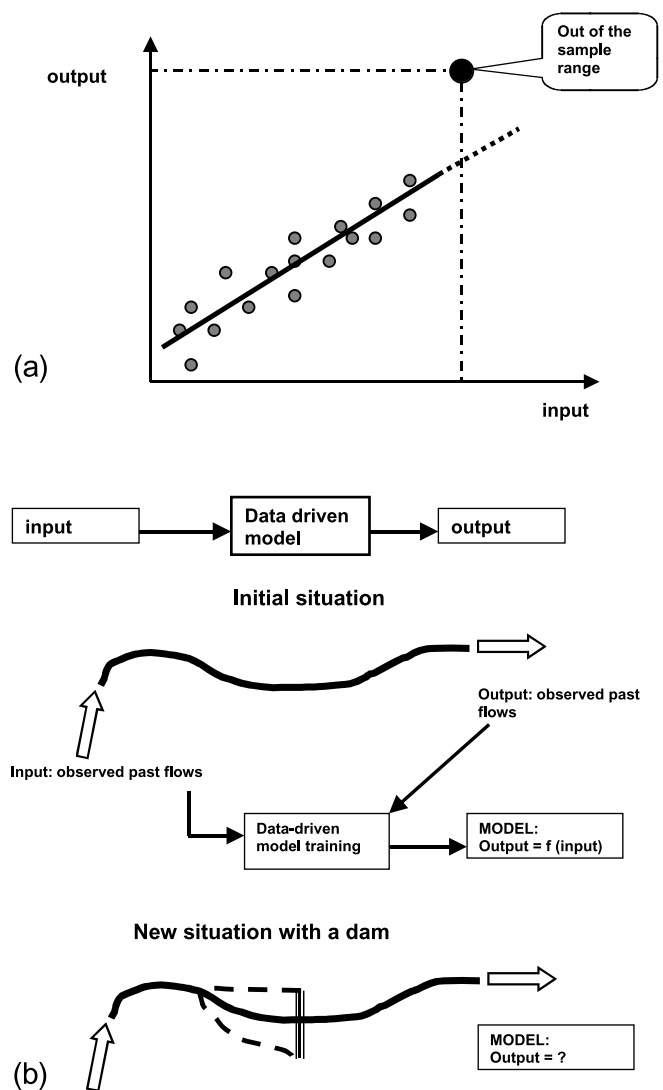 Out of the
sample
range
output
(a)
input
input
Data driven
model
output
Initial situation
Output: observed past
flows
Input: observed past flows
Data-driven
model training
MODEL:
Output = f (input)
New situation with a dam
MODEL:
Output = ?
(b)